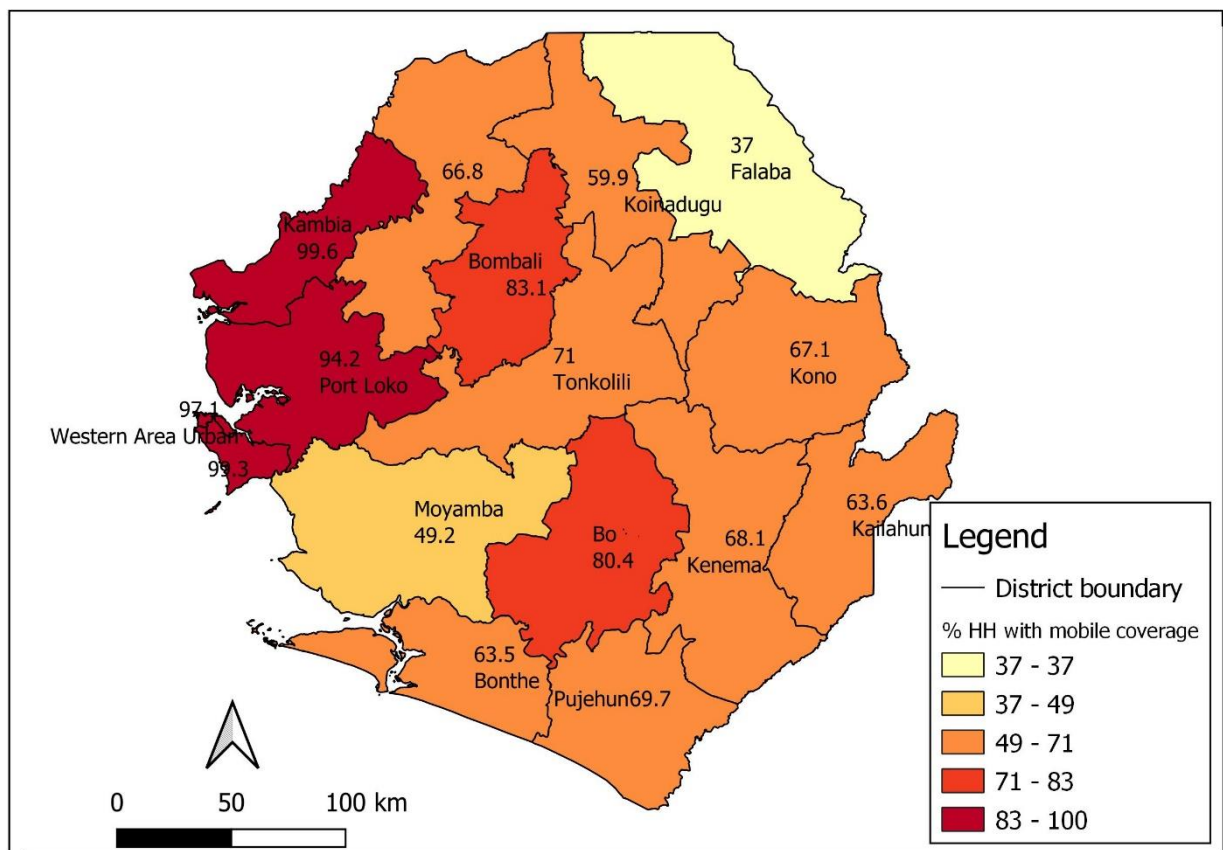 66.8
37
Falaba
59.9
Koinadugu
Kambia
99.6
Bombali
83.1
94.2
Port Loko
71
Tonkolili
67.1
Kono
97.1
Western Area Urban
99.3
Moyamba
49.2
Bo
80.4
68.1
Kenema
63.6
Kailahun
63.5
Bonthe
Pujehun69.7
0 50 100 km
Legend
District boundary
% HH with mobile coverage
37 - 37
37 - 49
49 - 71
71 - 83
83 - 100